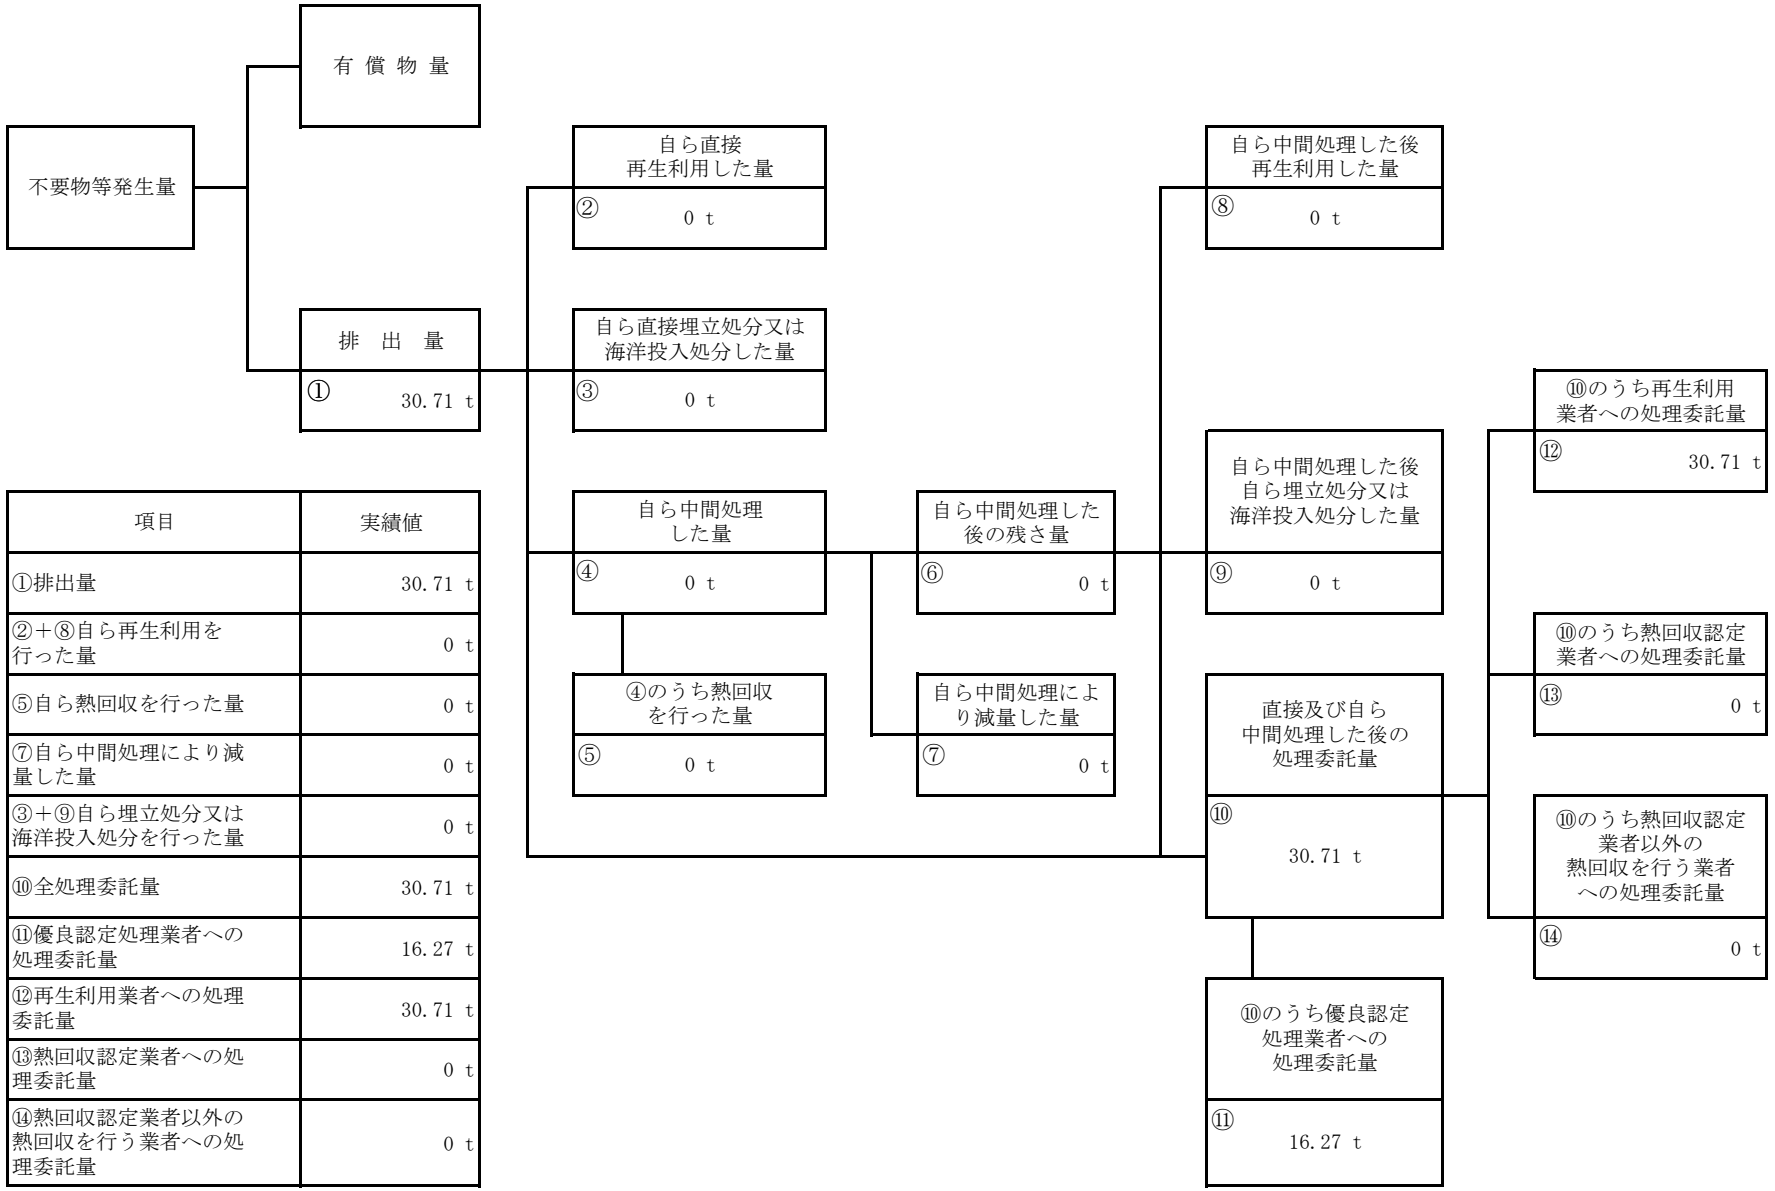 有 償 物 量
不要物等発生量
自ら直接
再生利用した量
②
0 t
自ら中間処理した後
再生利用した量
⑧
0 t
排 出 量
①
30.71 t
自ら直接埋立処分又は
海洋投入処分した量
③
0 t
⑩のうち再生利用
業者への処理委託量
⑫
30.71 t
自ら中間処理
した量
④
0 t
自ら中間処理した
後の残さ量
⑥
0 t
自ら中間処理した後
自ら埋立処分又は
海洋投入処分した量
⑨
0 t
④のうち熱回収
を行った量
⑤
0 t
自ら中間処理によ
り減量した量
⑦
0 t
直接及び自ら
中間処理した後の
処理委託量
⑩
30.71 t
⑩のうち熱回収認定
業者への処理委託量
⑬
0 t
⑩のうち熱回収認定
業者以外の
熱回収を行う業者
への処理委託量
⑭
0 t
⑩のうち優良認定
処理業者への
処理委託量
⑪
16.27 t
項目 実績値
①排出量 30.71 t
②＋⑧自ら再生利用を
行った量 0 t
⑤自ら熱回収を行った量 0 t
⑦自ら中間処理により減
量した量 0 t
③＋⑨自ら埋立処分又は
海洋投入処分を行った量 0 t
⑩全処理委託量 30.71 t
⑪優良認定処理業者への
処理委託量 16.27 t
⑫再生利用業者への処理
委託量 30.71 t
⑬熱回収認定業者への処
理委託量 0 t
⑭熱回収認定業者以外の
熱回収を行う業者への処
理委託量 0 t